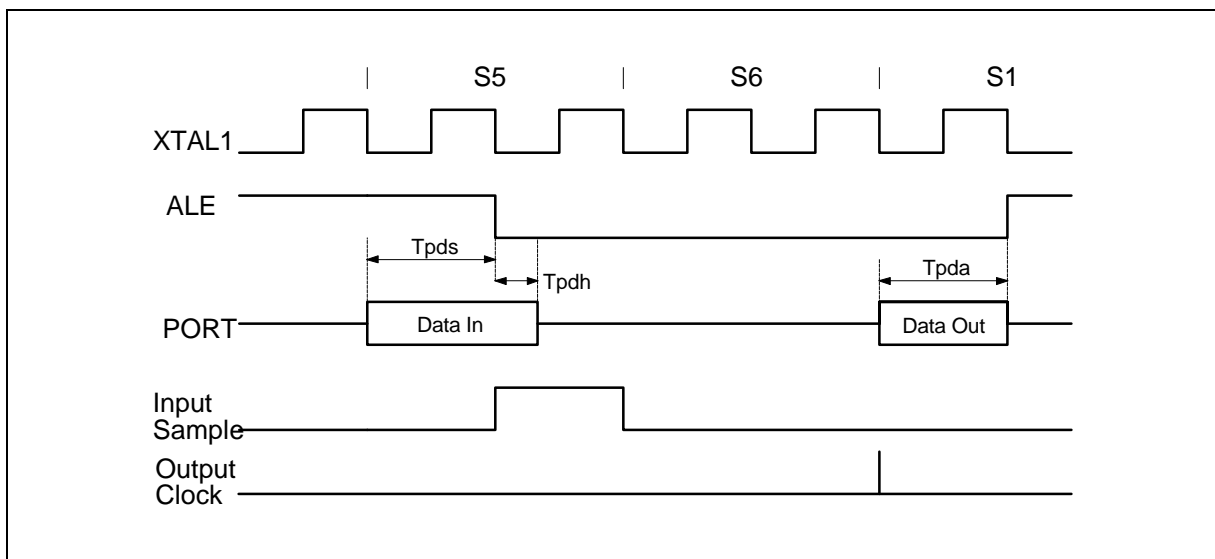 S5 S6 S1
XTAL1
ALE
Tpds
Tpdh
Tpda
PORT
Data In
Data Out
Input
Sample
Output
Clock